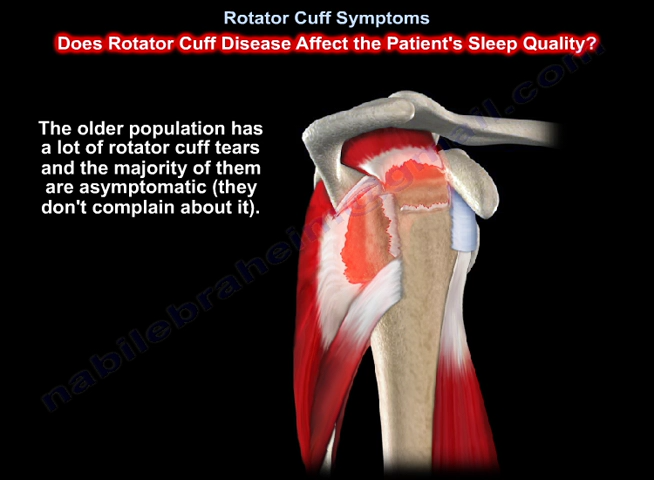 Rotator Cuff Symptoms
Does Rotator Cuff Disease Affect the Patient's Sleep Quality?
The older population has
a lot of rotator cuff tears
and the majority of them
are asymptomatic (they
don't complain about it).